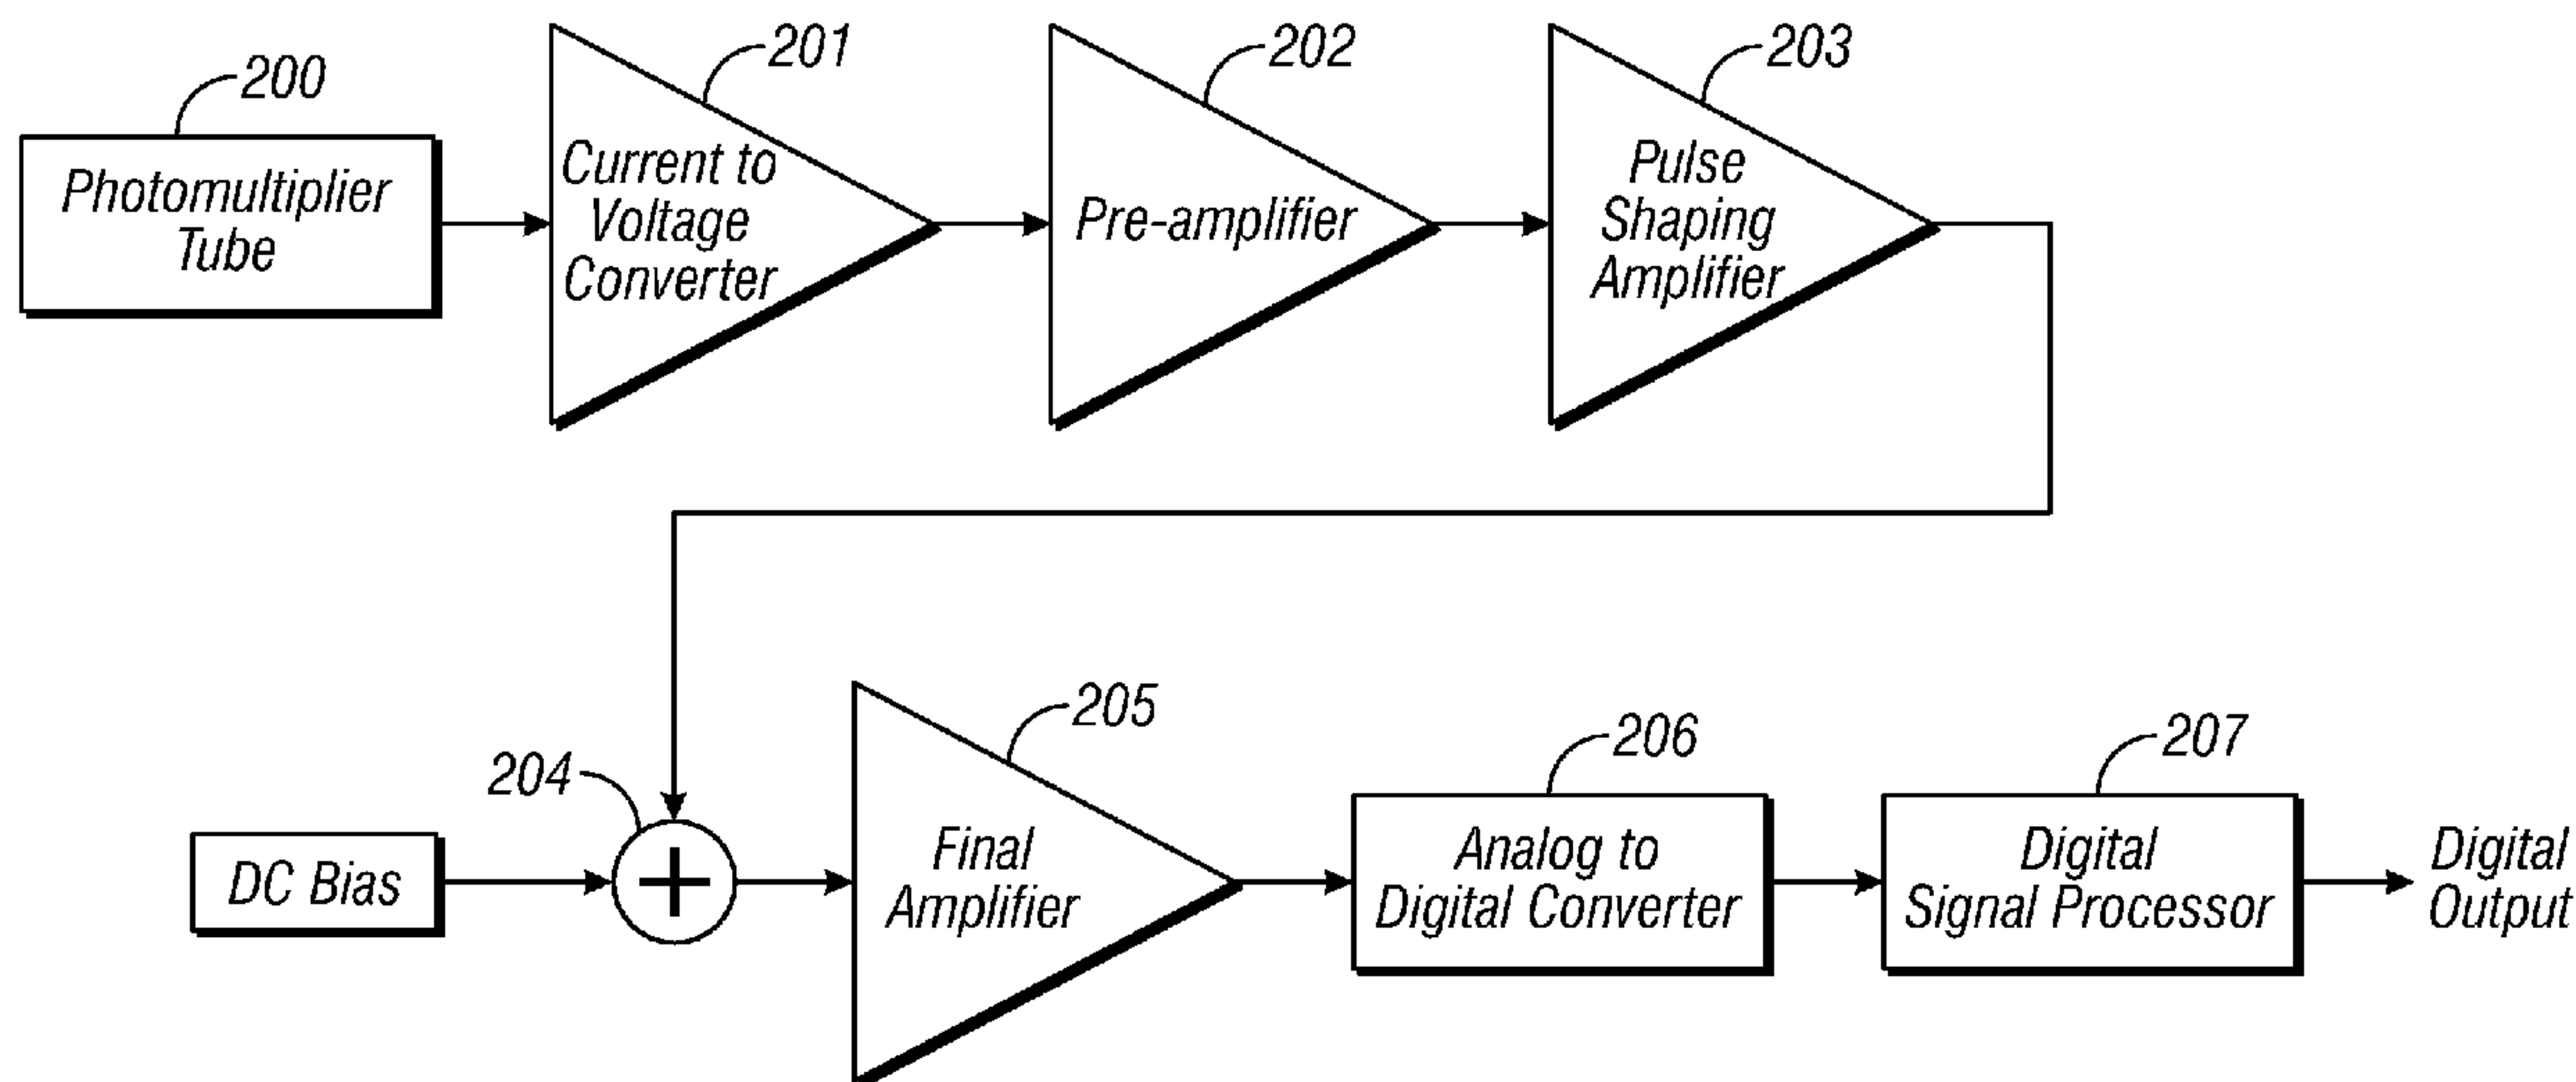 200
Photomultiplier
Tube
201
Current to
Voltage
Converter
202
Pre-amplifier
203
Pulse
Shaping
Amplifier
DC Bias
204
+
205
Final
Amplifier
206
Analog to
Digital Converter
207
Digital
Signal Processor
Digital
Output